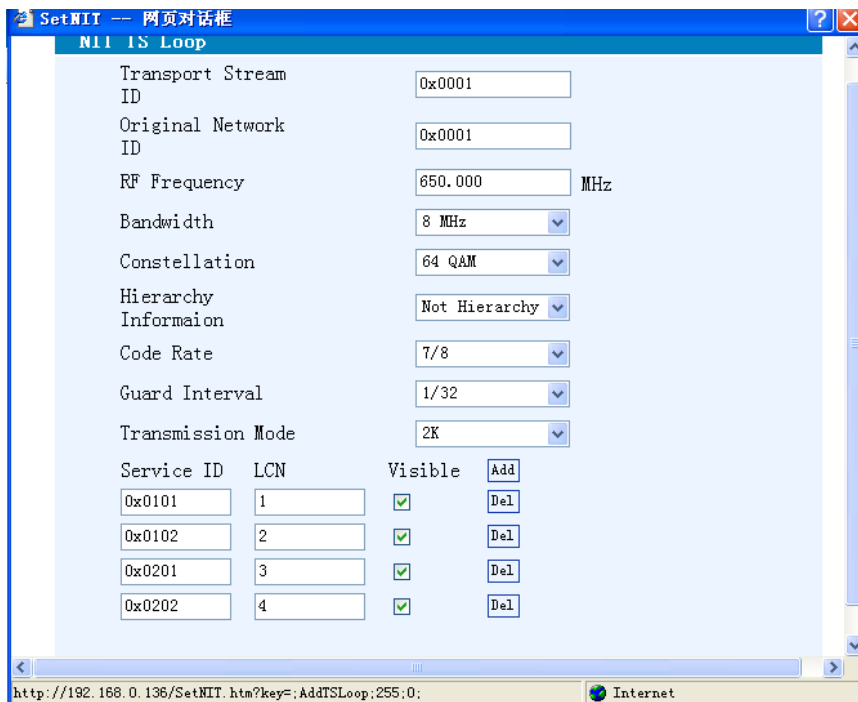 SetNIT -- 网页对话框
NIT TS Loop
Transport Stream ID 0x0001
Original Network ID 0x0001
RF Frequency 650.000 MHz
Bandwidth 8 MHz
Constellation 64 QAM
Hierarchy Informaion Not Hierarchy
Code Rate 7/8
Guard Interval 1/32
Transmission Mode 2K
Service ID LCN Visible Add
0x0101 1 Del
0x0102 2 Del
0x0201 3 Del
0x0202 4 Del
http://192.168.0.136/SetNIT.htm?key=;AddTSLoop;255;0; Internet